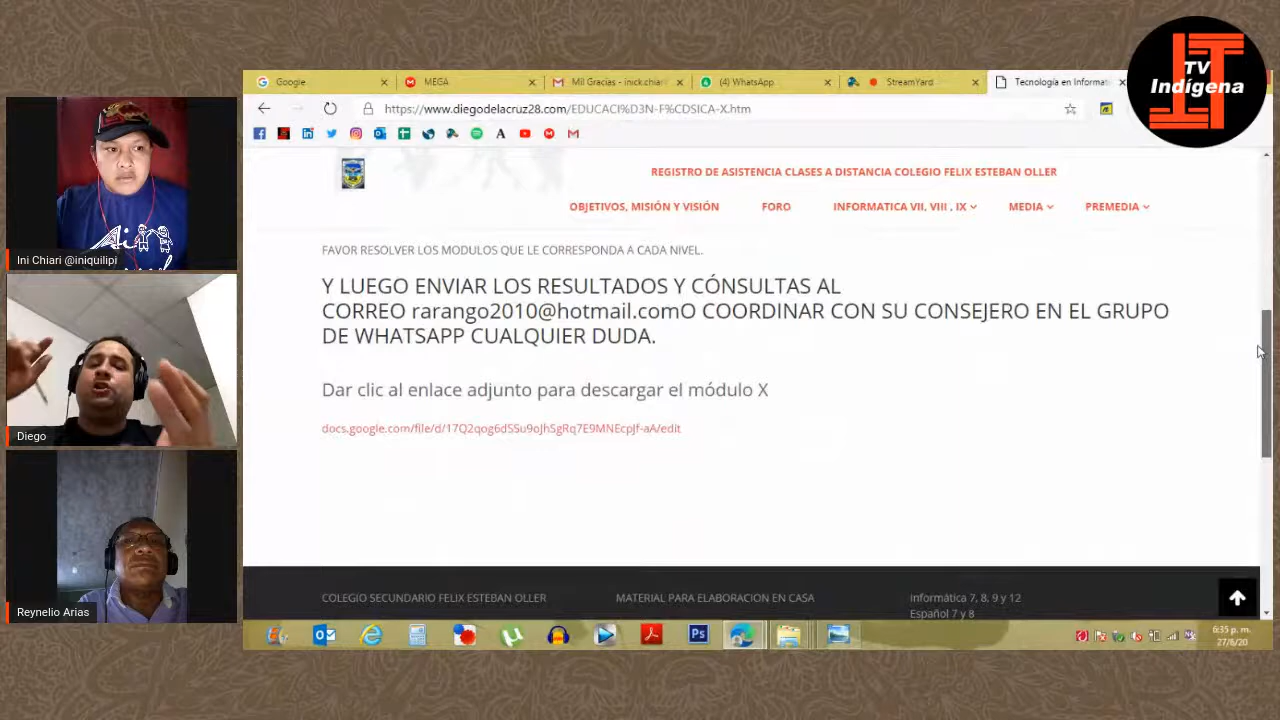 TV
Indígena
Google
MEGA
Mil Gracias - inick.chiari
(4) WhatsApp
StreamYard
Tecnología en Informati
https://www.diegodelacruz28.com/EDUCACI%D3N-F%CDSICA-X.htm
REGISTRO DE ASISTENCIA CLASES A DISTANCIA COLEGIO FELIX ESTEBAN OLLER
OBJETIVOS, MISIÓN Y VISIÓN
FORO
INFORMATICA VII, VIII , IX
MEDIA
PREMEDIA
FAVOR RESOLVER LOS MODULOS QUE LE CORRESPONDA A CADA NIVEL.
Y LUEGO ENVIAR LOS RESULTADOS Y CÓNSULTAS AL
CORREO rarango2010@hotmail.comO COORDINAR CON SU CONSEJERO EN EL GRUPO
DE WHATSAPP CUALQUIER DUDA.
Dar clic al enlace adjunto para descargar el módulo X
docs.google.com/file/d/17Q2qog6dSSu9oJhSgRq7E9MNEcpJf-aA/edit
COLEGIO SECUNDARIO FELIX ESTEBAN OLLER
MATERIAL PARA ELABORACION EN CASA
Informática 7, 8, 9 y 12
Español 7 y 8
6:35 p. m.
27/8/20
Ini Chiari @iniquilipi
Diego
Reynelio Arias